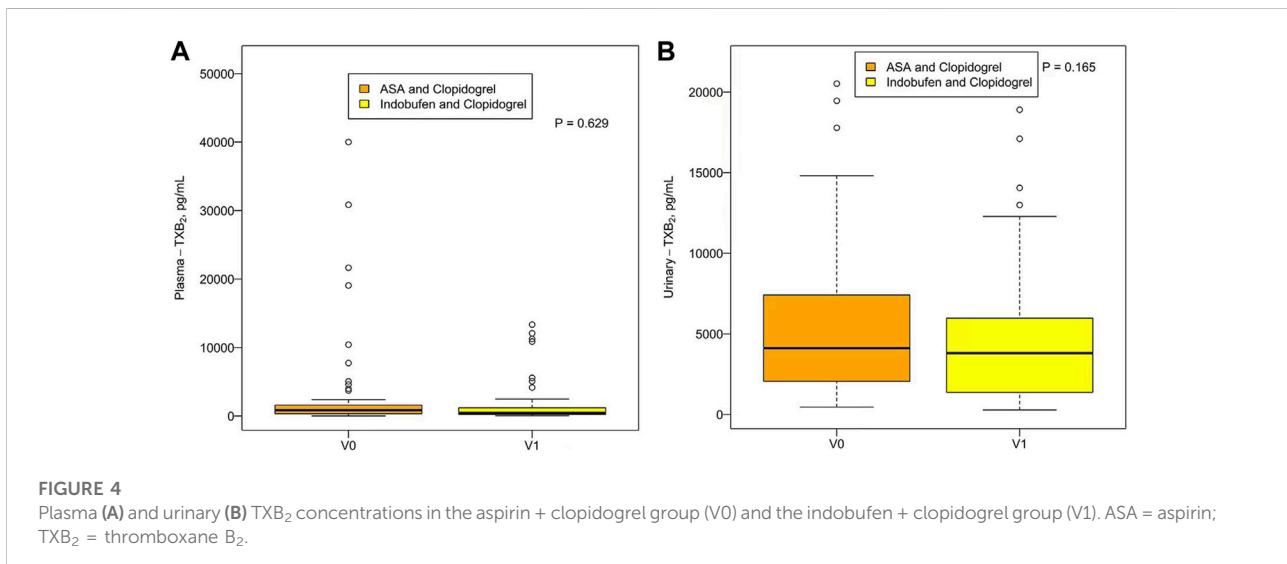 A
50000
40000
30000
20000
10000
0
Plasma – TXB₂, pg/mL
ASA and Clopidogrel
Indobufen and Clopidogrel
P = 0.629
V0
V1
B
20000
15000
10000
5000
0
Urinary – TXB₂, pg/mL
ASA and Clopidogrel
Indobufen and Clopidogrel
P = 0.165
V0
V1
FIGURE 4
Plasma (A) and urinary (B) TXB₂ concentrations in the aspirin + clopidogrel group (V0) and the indobufen + clopidogrel group (V1). ASA = aspirin;
TXB₂ = thromboxane B₂.